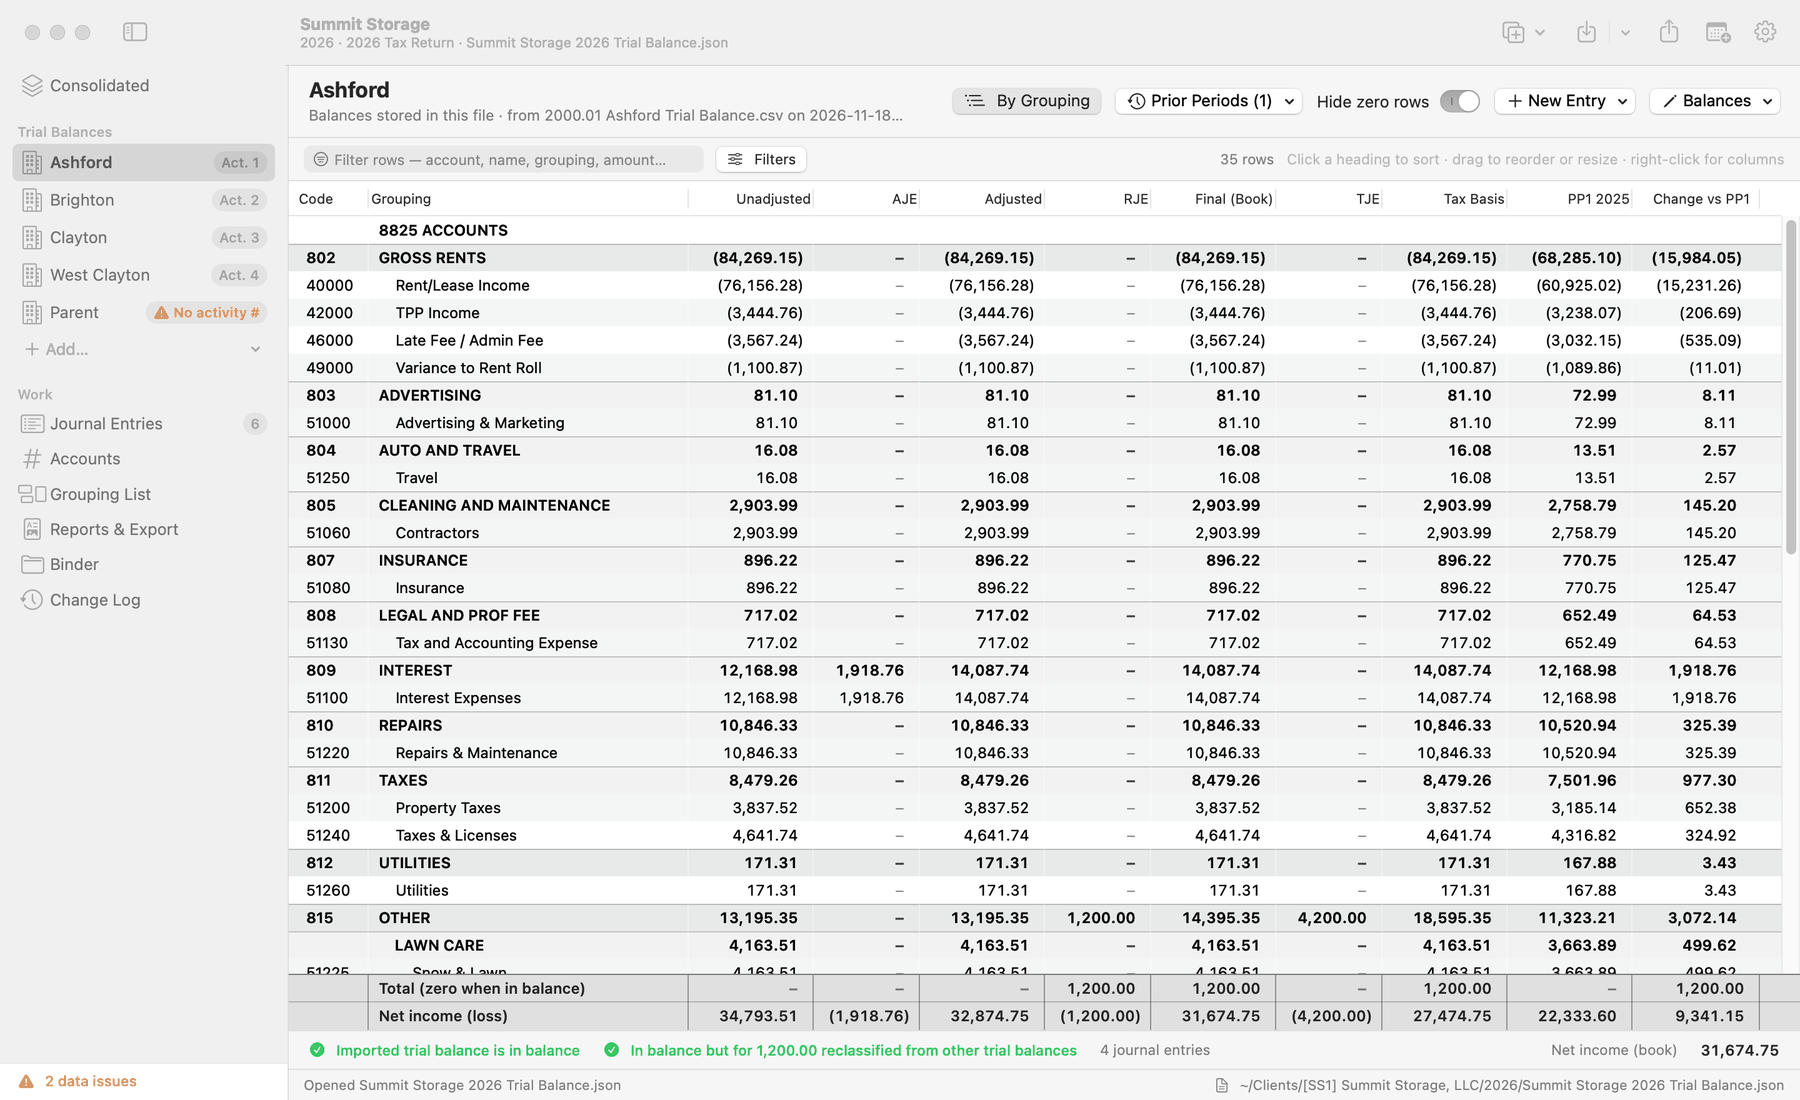 Summit Storage
2026 · 2026 Tax Return · Summit Storage 2026 Trial Balance.json
Consolidated
Trial Balances
Ashford Act. 1
Brighton Act. 2
Clayton Act. 3
West Clayton Act. 4
Parent No activity #
+ Add...
Work
Journal Entries 6
Accounts
Grouping List
Reports & Export
Binder
Change Log
2 data issues
Ashford
Balances stored in this file · from 2000.01 Ashford Trial Balance.csv on 2026-11-18...
By Grouping Prior Periods (1) Hide zero rows + New Entry Balances
Filter rows — account, name, grouping, amount... Filters 35 rows Click a heading to sort · drag to reorder or resize · right-click for columns
Code Grouping Unadjusted AJE Adjusted RJE Final (Book) TJE Tax Basis PP1 2025 Change vs PP1
8825 ACCOUNTS
802 GROSS RENTS (84,269.15) – (84,269.15) – (84,269.15) – (84,269.15) (68,285.10) (15,984.05)
40000 Rent/Lease Income (76,156.28) – (76,156.28) – (76,156.28) – (76,156.28) (60,925.02) (15,231.26)
42000 TPP Income (3,444.76) – (3,444.76) – (3,444.76) – (3,444.76) (3,238.07) (206.69)
46000 Late Fee / Admin Fee (3,567.24) – (3,567.24) – (3,567.24) – (3,567.24) (3,032.15) (535.09)
49000 Variance to Rent Roll (1,100.87) – (1,100.87) – (1,100.87) – (1,100.87) (1,089.86) (11.01)
803 ADVERTISING 81.10 – 81.10 – 81.10 – 81.10 72.99 8.11
51000 Advertising & Marketing 81.10 – 81.10 – 81.10 – 81.10 72.99 8.11
804 AUTO AND TRAVEL 16.08 – 16.08 – 16.08 – 16.08 13.51 2.57
51250 Travel 16.08 – 16.08 – 16.08 – 16.08 13.51 2.57
805 CLEANING AND MAINTENANCE 2,903.99 – 2,903.99 – 2,903.99 – 2,903.99 2,758.79 145.20
51060 Contractors 2,903.99 – 2,903.99 – 2,903.99 – 2,903.99 2,758.79 145.20
807 INSURANCE 896.22 – 896.22 – 896.22 – 896.22 770.75 125.47
51080 Insurance 896.22 – 896.22 – 896.22 – 896.22 770.75 125.47
808 LEGAL AND PROF FEE 717.02 – 717.02 – 717.02 – 717.02 652.49 64.53
51130 Tax and Accounting Expense 717.02 – 717.02 – 717.02 – 717.02 652.49 64.53
809 INTEREST 12,168.98 1,918.76 14,087.74 – 14,087.74 – 14,087.74 12,168.98 1,918.76
51100 Interest Expenses 12,168.98 1,918.76 14,087.74 – 14,087.74 – 14,087.74 12,168.98 1,918.76
810 REPAIRS 10,846.33 – 10,846.33 – 10,846.33 – 10,846.33 10,520.94 325.39
51220 Repairs & Maintenance 10,846.33 – 10,846.33 – 10,846.33 – 10,846.33 10,520.94 325.39
811 TAXES 8,479.26 – 8,479.26 – 8,479.26 – 8,479.26 7,501.96 977.30
51200 Property Taxes 3,837.52 – 3,837.52 – 3,837.52 – 3,837.52 3,185.14 652.38
51240 Taxes & Licenses 4,641.74 – 4,641.74 – 4,641.74 – 4,641.74 4,316.82 324.92
812 UTILITIES 171.31 – 171.31 – 171.31 – 171.31 167.88 3.43
51260 Utilities 171.31 – 171.31 – 171.31 – 171.31 167.88 3.43
815 OTHER 13,195.35 – 13,195.35 1,200.00 14,395.35 4,200.00 18,595.35 11,323.21 3,072.14
LAWN CARE 4,163.51 – 4,163.51 – 4,163.51 – 4,163.51 3,663.89 499.62
51225 Snow & Lawn 4,163.51 – 4,163.51 – 4,163.51 – 4,163.51 3,663.89 499.62
Total (zero when in balance) – – – 1,200.00 1,200.00 – 1,200.00 – 1,200.00
Net income (loss) 34,793.51 (1,918.76) 32,874.75 (1,200.00) 31,674.75 (4,200.00) 27,474.75 22,333.60 9,341.15
Imported trial balance is in balance In balance but for 1,200.00 reclassified from other trial balances 4 journal entries Net income (book) 31,674.75
Opened Summit Storage 2026 Trial Balance.json ~/Clients/[SS1] Summit Storage, LLC/2026/Summit Storage 2026 Trial Balance.json